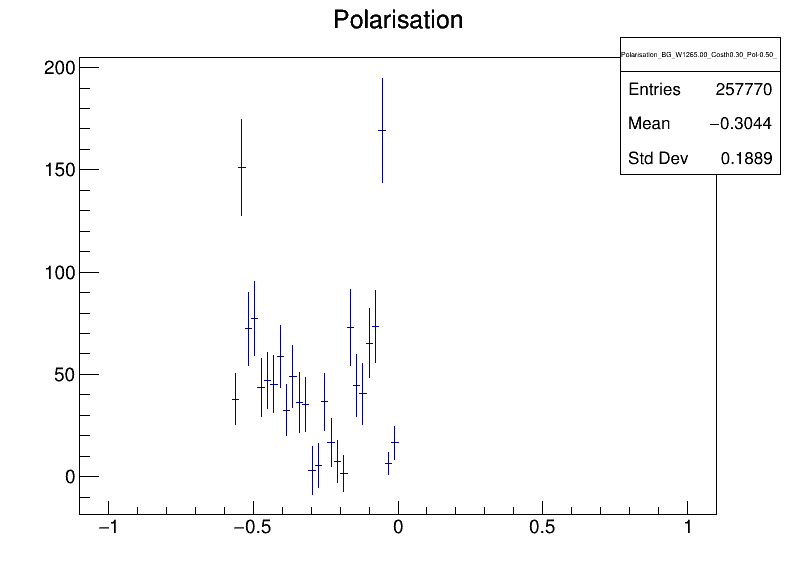 Polarisation
Polarisation_BG_W1265.00_Costh0.30_Pol-0.50_
Entries 257770
Mean −0.3044
Std Dev 0.1889
200
150
100
50
0
−1 −0.5 0 0.5 1